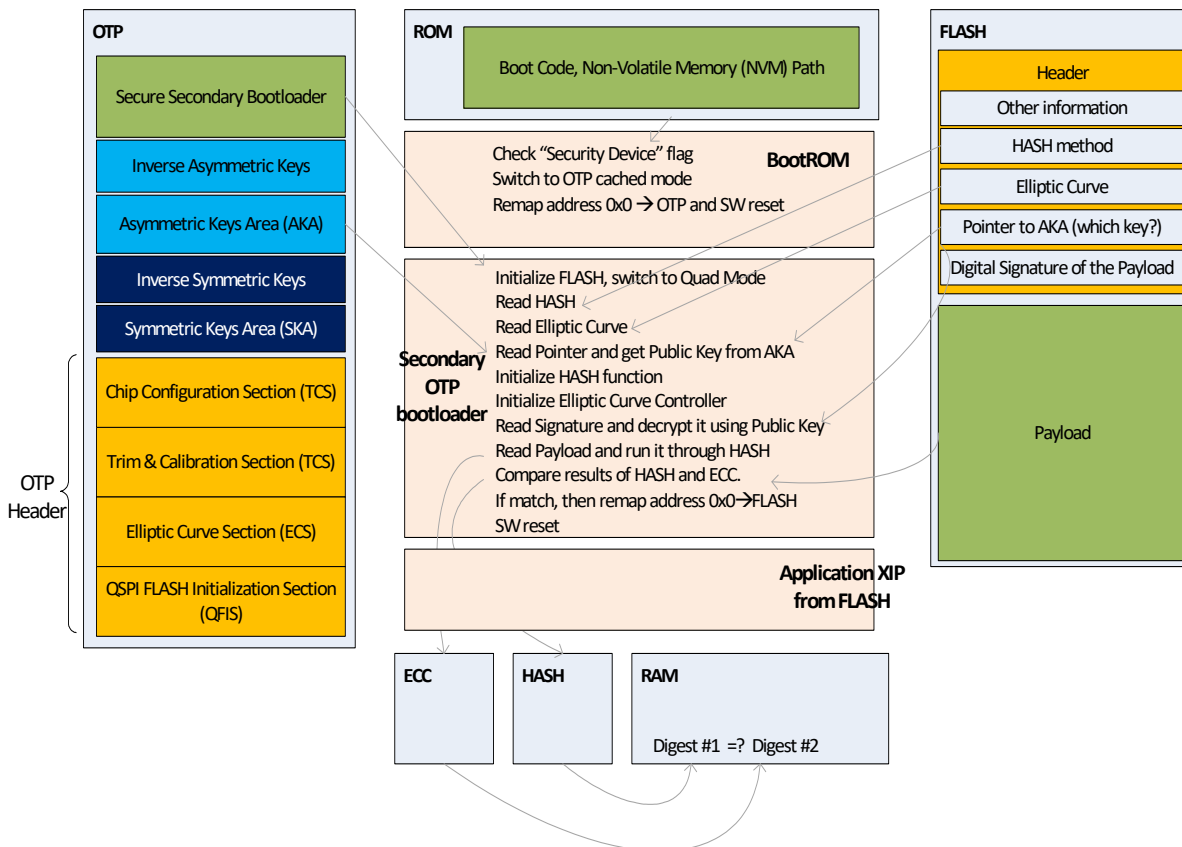 OTP
Secure Secondary Bootloader
Inverse Asymmetric Keys
Asymmetric Keys Area (AKA)
Inverse Symmetric Keys
Symmetric Keys Area (SKA)
OTP
Header
Chip Configuration Section (TCS)
Trim & Calibration Section (TCS)
Elliptic Curve Section (ECS)
QSPI FLASH Initialization Section
(QFIS)
ROM
Boot Code, Non-Volatile Memory (NVM) Path
BootROM
Check “Security Device” flag
Switch to OTP cached mode
Remap address 0x0 → OTP and SW reset
Secondary
OTP
bootloader
Initialize FLASH, switch to Quad Mode
Read HASH
Read Elliptic Curve
Read Pointer and get Public Key from AKA
Initialize HASH function
Initialize Elliptic Curve Controller
Read Signature and decrypt it using Public Key
Read Payload and run it through HASH
Compare results of HASH and ECC.
If match, then remap address 0x0→FLASH
SW reset
Application XIP
from FLASH
ECC
HASH
RAM
Digest #1 =? Digest #2
FLASH
Header
Other information
HASH method
Elliptic Curve
Pointer to AKA (which key?)
Digital Signature of the Payload
Payload